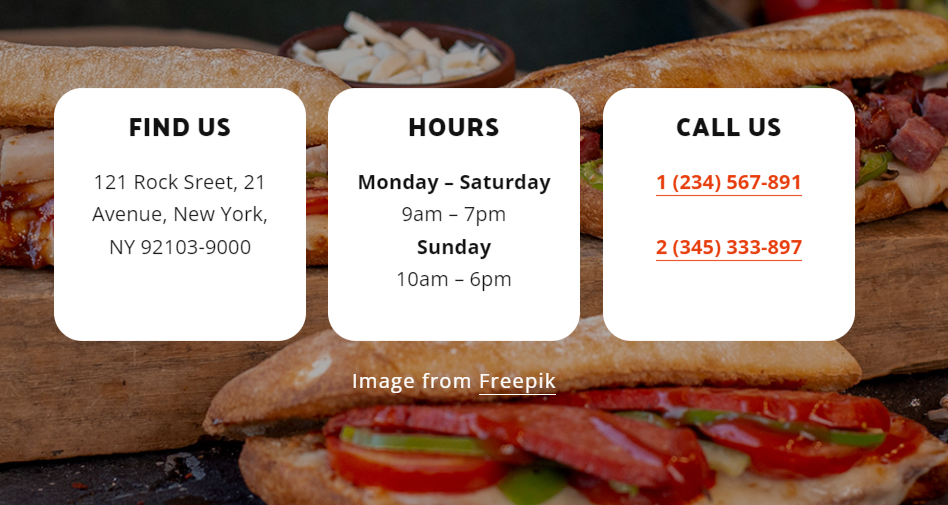 FIND US
121 Rock Sreet, 21
Avenue, New York,
NY 92103-9000
HOURS
Monday – Saturday
9am – 7pm
Sunday
10am – 6pm
CALL US
1 (234) 567-891
2 (345) 333-897
Image from Freepik